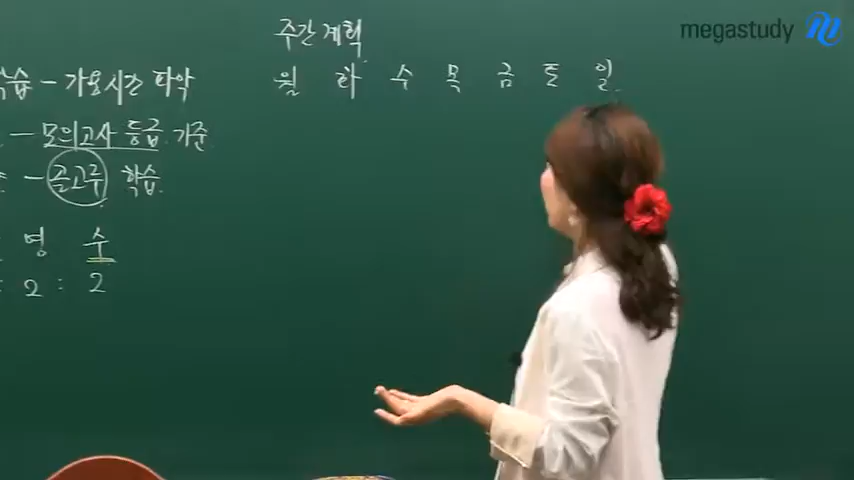 megastudy
주간계획
월 화 수 목 금 토 일
학습 - 가용시간 파악
- 모의고사 등급 기준
- 골고루 학습
영 수
: 2 : 2